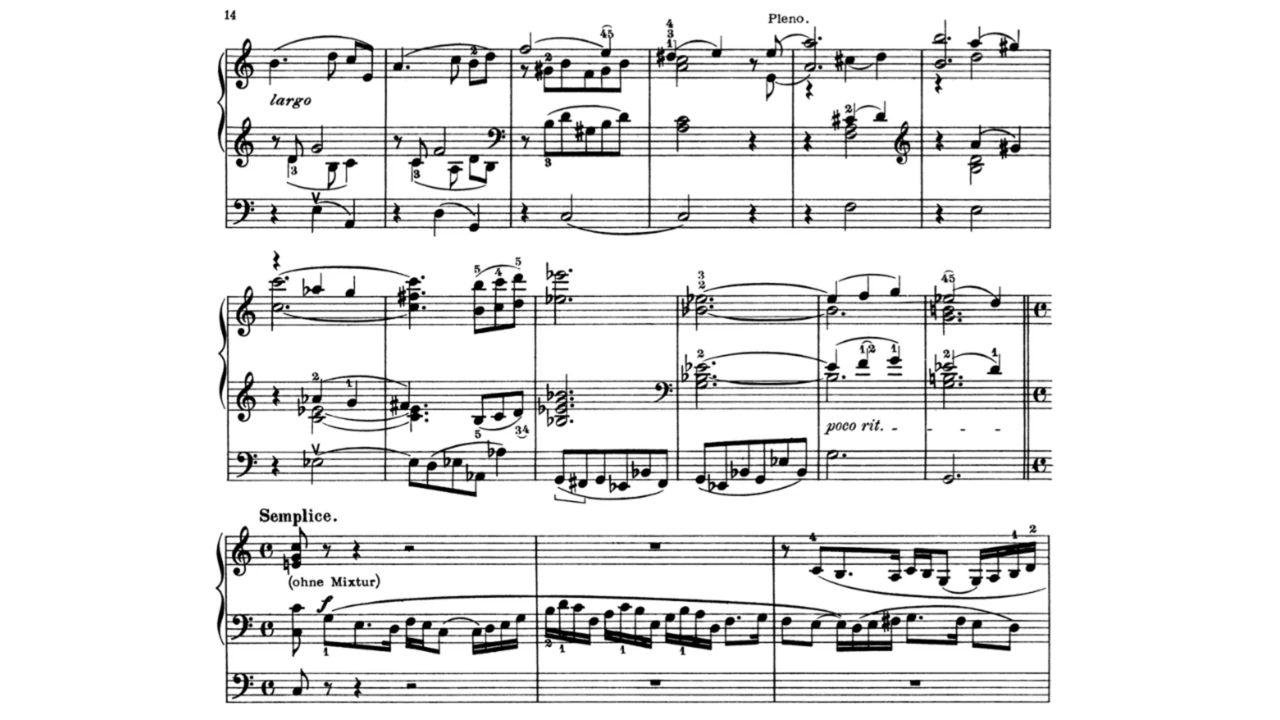 14
Pleno.
largo
poco rit.
Semplice.
(ohne Mixtur)
f